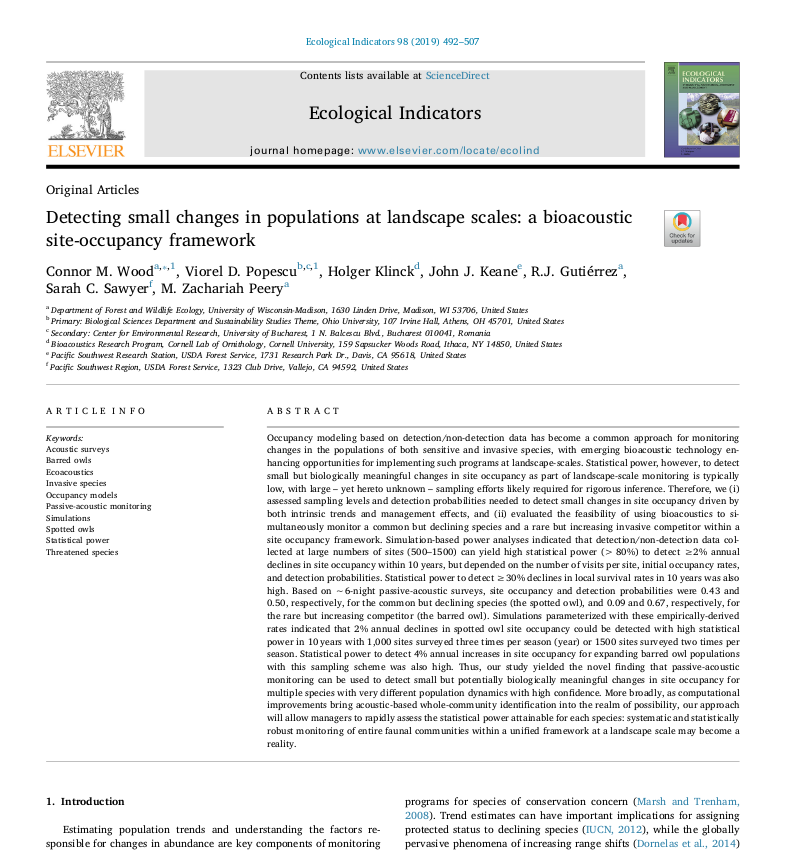 Ecological Indicators 98 (2019) 492–507
Contents lists available at ScienceDirect
Ecological Indicators
journal homepage: www.elsevier.com/locate/ecolind
ELSEVIER
ECOLOGICAL
INDICATORS
Original Articles
Detecting small changes in populations at landscape scales: a bioacoustic
site-occupancy framework
Check for
updates
Connor M. Wooda,⁎,1, Viorel D. Popescub,c,1, Holger Klinckd, John J. Keanee, R.J. Gutiérreza,
Sarah C. Sawyerf, M. Zachariah Peerya
a Department of Forest and Wildlife Ecology, University of Wisconsin-Madison, 1630 Linden Drive, Madison, WI 53706, United States
b Primary: Biological Sciences Department and Sustainability Studies Theme, Ohio University, 107 Irvine Hall, Athens, OH 45701, United States
c Secondary: Center for Environmental Research, University of Bucharest, 1 N. Balcescu Blvd., Bucharest 010041, Romania
d Bioacoustics Research Program, Cornell Lab of Ornithology, Cornell University, 159 Sapsucker Woods Road, Ithaca, NY 14850, United States
e Pacific Southwest Research Station, USDA Forest Service, 1731 Research Park Dr., Davis, CA 95618, United States
f Pacific Southwest Region, USDA Forest Service, 1323 Club Drive, Vallejo, CA 94592, United States
ARTICLE INFO
Keywords:
Acoustic surveys
Barred owls
Ecoacoustics
Invasive species
Occupancy models
Passive-acoustic monitoring
Simulations
Spotted owls
Statistical power
Threatened species
ABSTRACT
Occupancy modeling based on detection/non-detection data has become a common approach for monitoring
changes in the populations of both sensitive and invasive species, with emerging bioacoustic technology en-
hancing opportunities for implementing such programs at landscape-scales. Statistical power, however, to detect
small but biologically meaningful changes in site occupancy as part of landscape-scale monitoring is typically
low, with large – yet hereto unknown – sampling efforts likely required for rigorous inference. Therefore, we (i)
assessed sampling levels and detection probabilities needed to detect small changes in site occupancy driven by
both intrinsic trends and management effects, and (ii) evaluated the feasibility of using bioacoustics to si-
multaneously monitor a common but declining species and a rare but increasing invasive competitor within a
site occupancy framework. Simulation-based power analyses indicated that detection/non-detection data col-
lected at large numbers of sites (500–1500) can yield high statistical power (> 80%) to detect ≥2% annual
declines in site occupancy within 10 years, but depended on the number of visits per site, initial occupancy rates,
and detection probabilities. Statistical power to detect ≥30% declines in local survival rates in 10 years was also
high. Based on ~6-night passive-acoustic surveys, site occupancy and detection probabilities were 0.43 and
0.50, respectively, for the common but declining species (the spotted owl), and 0.09 and 0.67, respectively, for
the rare but increasing competitor (the barred owl). Simulations parameterized with these empirically-derived
rates indicated that 2% annual declines in spotted owl site occupancy could be detected with high statistical
power in 10 years with 1,000 sites surveyed three times per season (year) or 1500 sites surveyed two times per
season. Statistical power to detect 4% annual increases in site occupancy for expanding barred owl populations
with this sampling scheme was also high. Thus, our study yielded the novel finding that passive-acoustic
monitoring can be used to detect small but potentially biologically meaningful changes in site occupancy for
multiple species with very different population dynamics with high confidence. More broadly, as computational
improvements bring acoustic-based whole-community identification into the realm of possibility, our approach
will allow managers to rapidly assess the statistical power attainable for each species: systematic and statistically
robust monitoring of entire faunal communities within a unified framework at a landscape scale may become a
reality.
1. Introduction
Estimating population trends and understanding the factors re-
sponsible for changes in abundance are key components of monitoring
programs for species of conservation concern (Marsh and Trenham,
2008). Trend estimates can have important implications for assigning
protected status to declining species (IUCN, 2012), while the globally
pervasive phenomena of increasing range shifts (Dornelas et al., 2014)